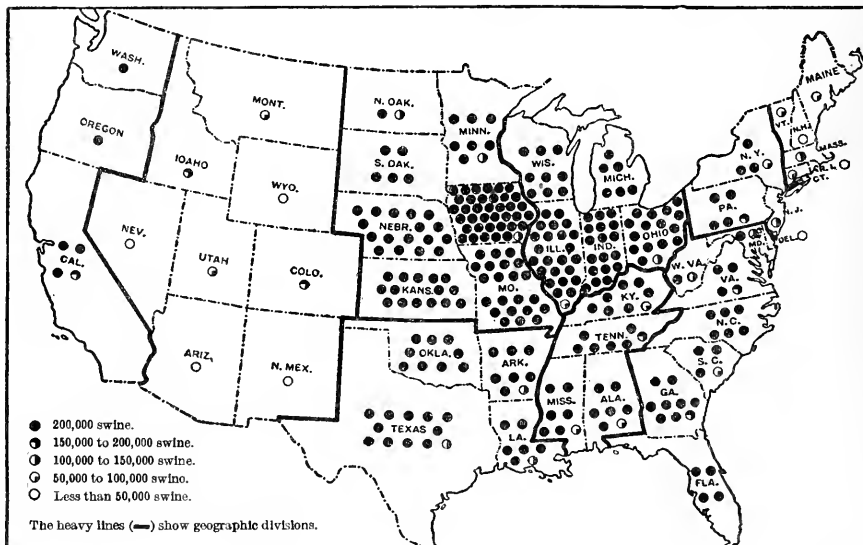 WASH.
OREGON
CAL.
NEV.
IOAHO
MONT.
WYO.
UTAH
COLO.
ARIZ.
N. MEX.
N. OAK.
S. DAK.
NEBR.
KANS.
OKLA.
TEXAS
MINN.
MO.
ARK.
LA.
WIS.
ILL.
MICH.
IND.
OHIO
KY.
TENN.
MISS.
ALA.
GA.
FLA.
S. C.
N. C.
VA.
W. VA.
MD.
DEL.
PA.
N. J.
N. Y.
CT.
R. I.
MASS.
VT.
N.H.
MAINE
200,000 swine.
150,000 to 200,000 swine.
100,000 to 150,000 swine.
50,000 to 100,000 swine.
Less than 50,000 swine.
The heavy lines (▬) show geographic divisions.